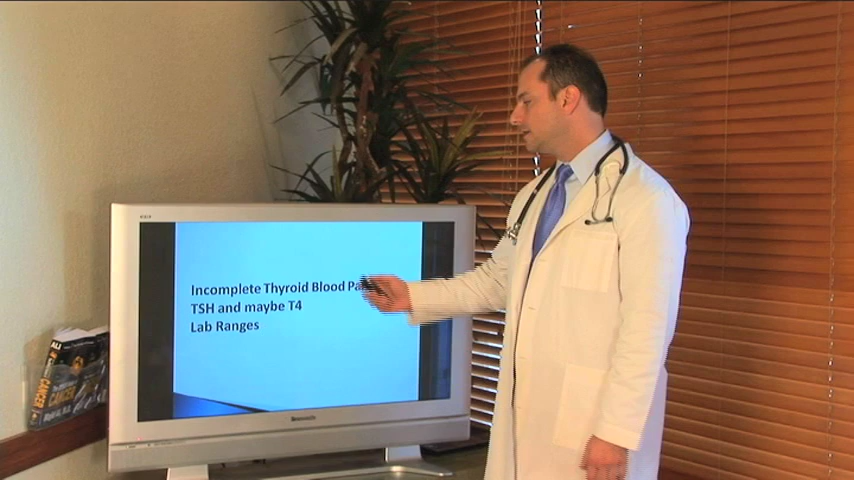 Incomplete Thyroid Blood
TSH and maybe T4
Lab Ranges
CANCER